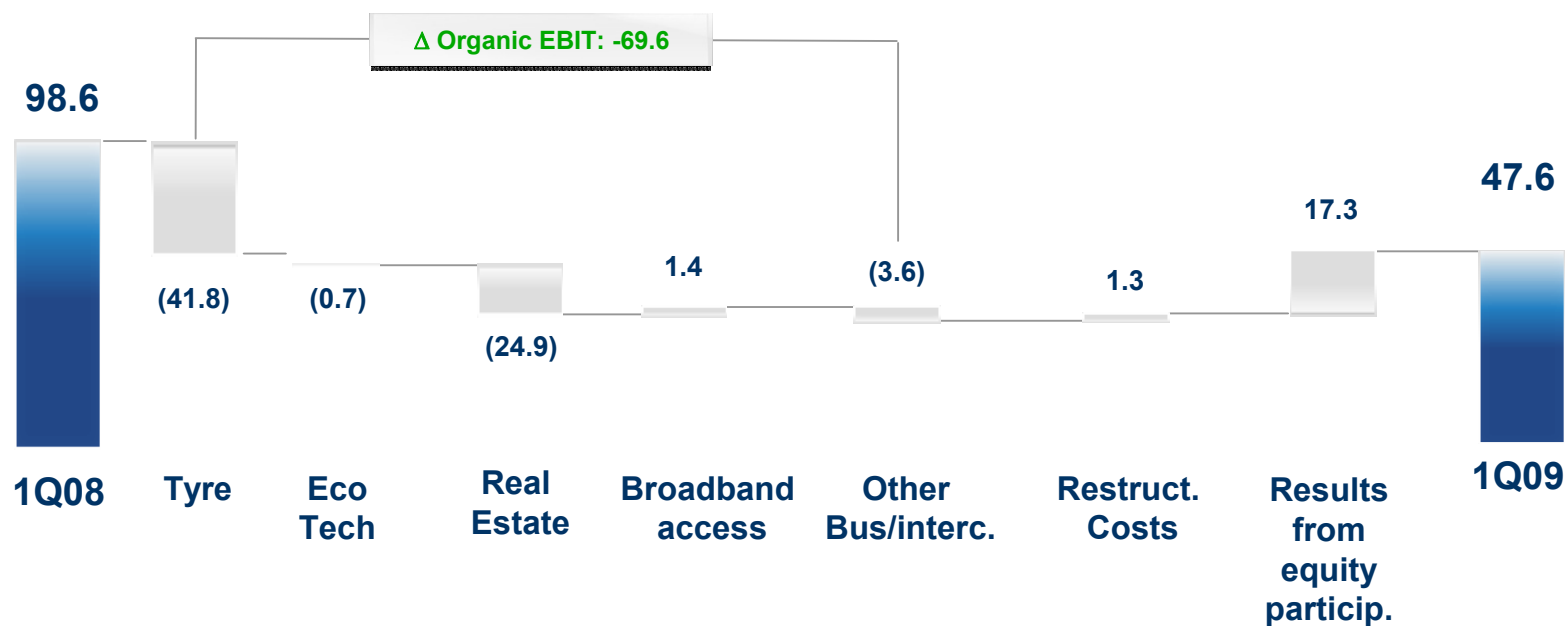 Δ Organic EBIT: -69.6
98.6
47.6
17.3
1.4
(3.6)
1.3
(41.8)
(0.7)
(24.9)
1Q08
Tyre
Eco
Tech
Real
Estate
Broadband
access
Other
Bus/interc.
Restruct.
Costs
Results
from
equity
particip.
1Q09